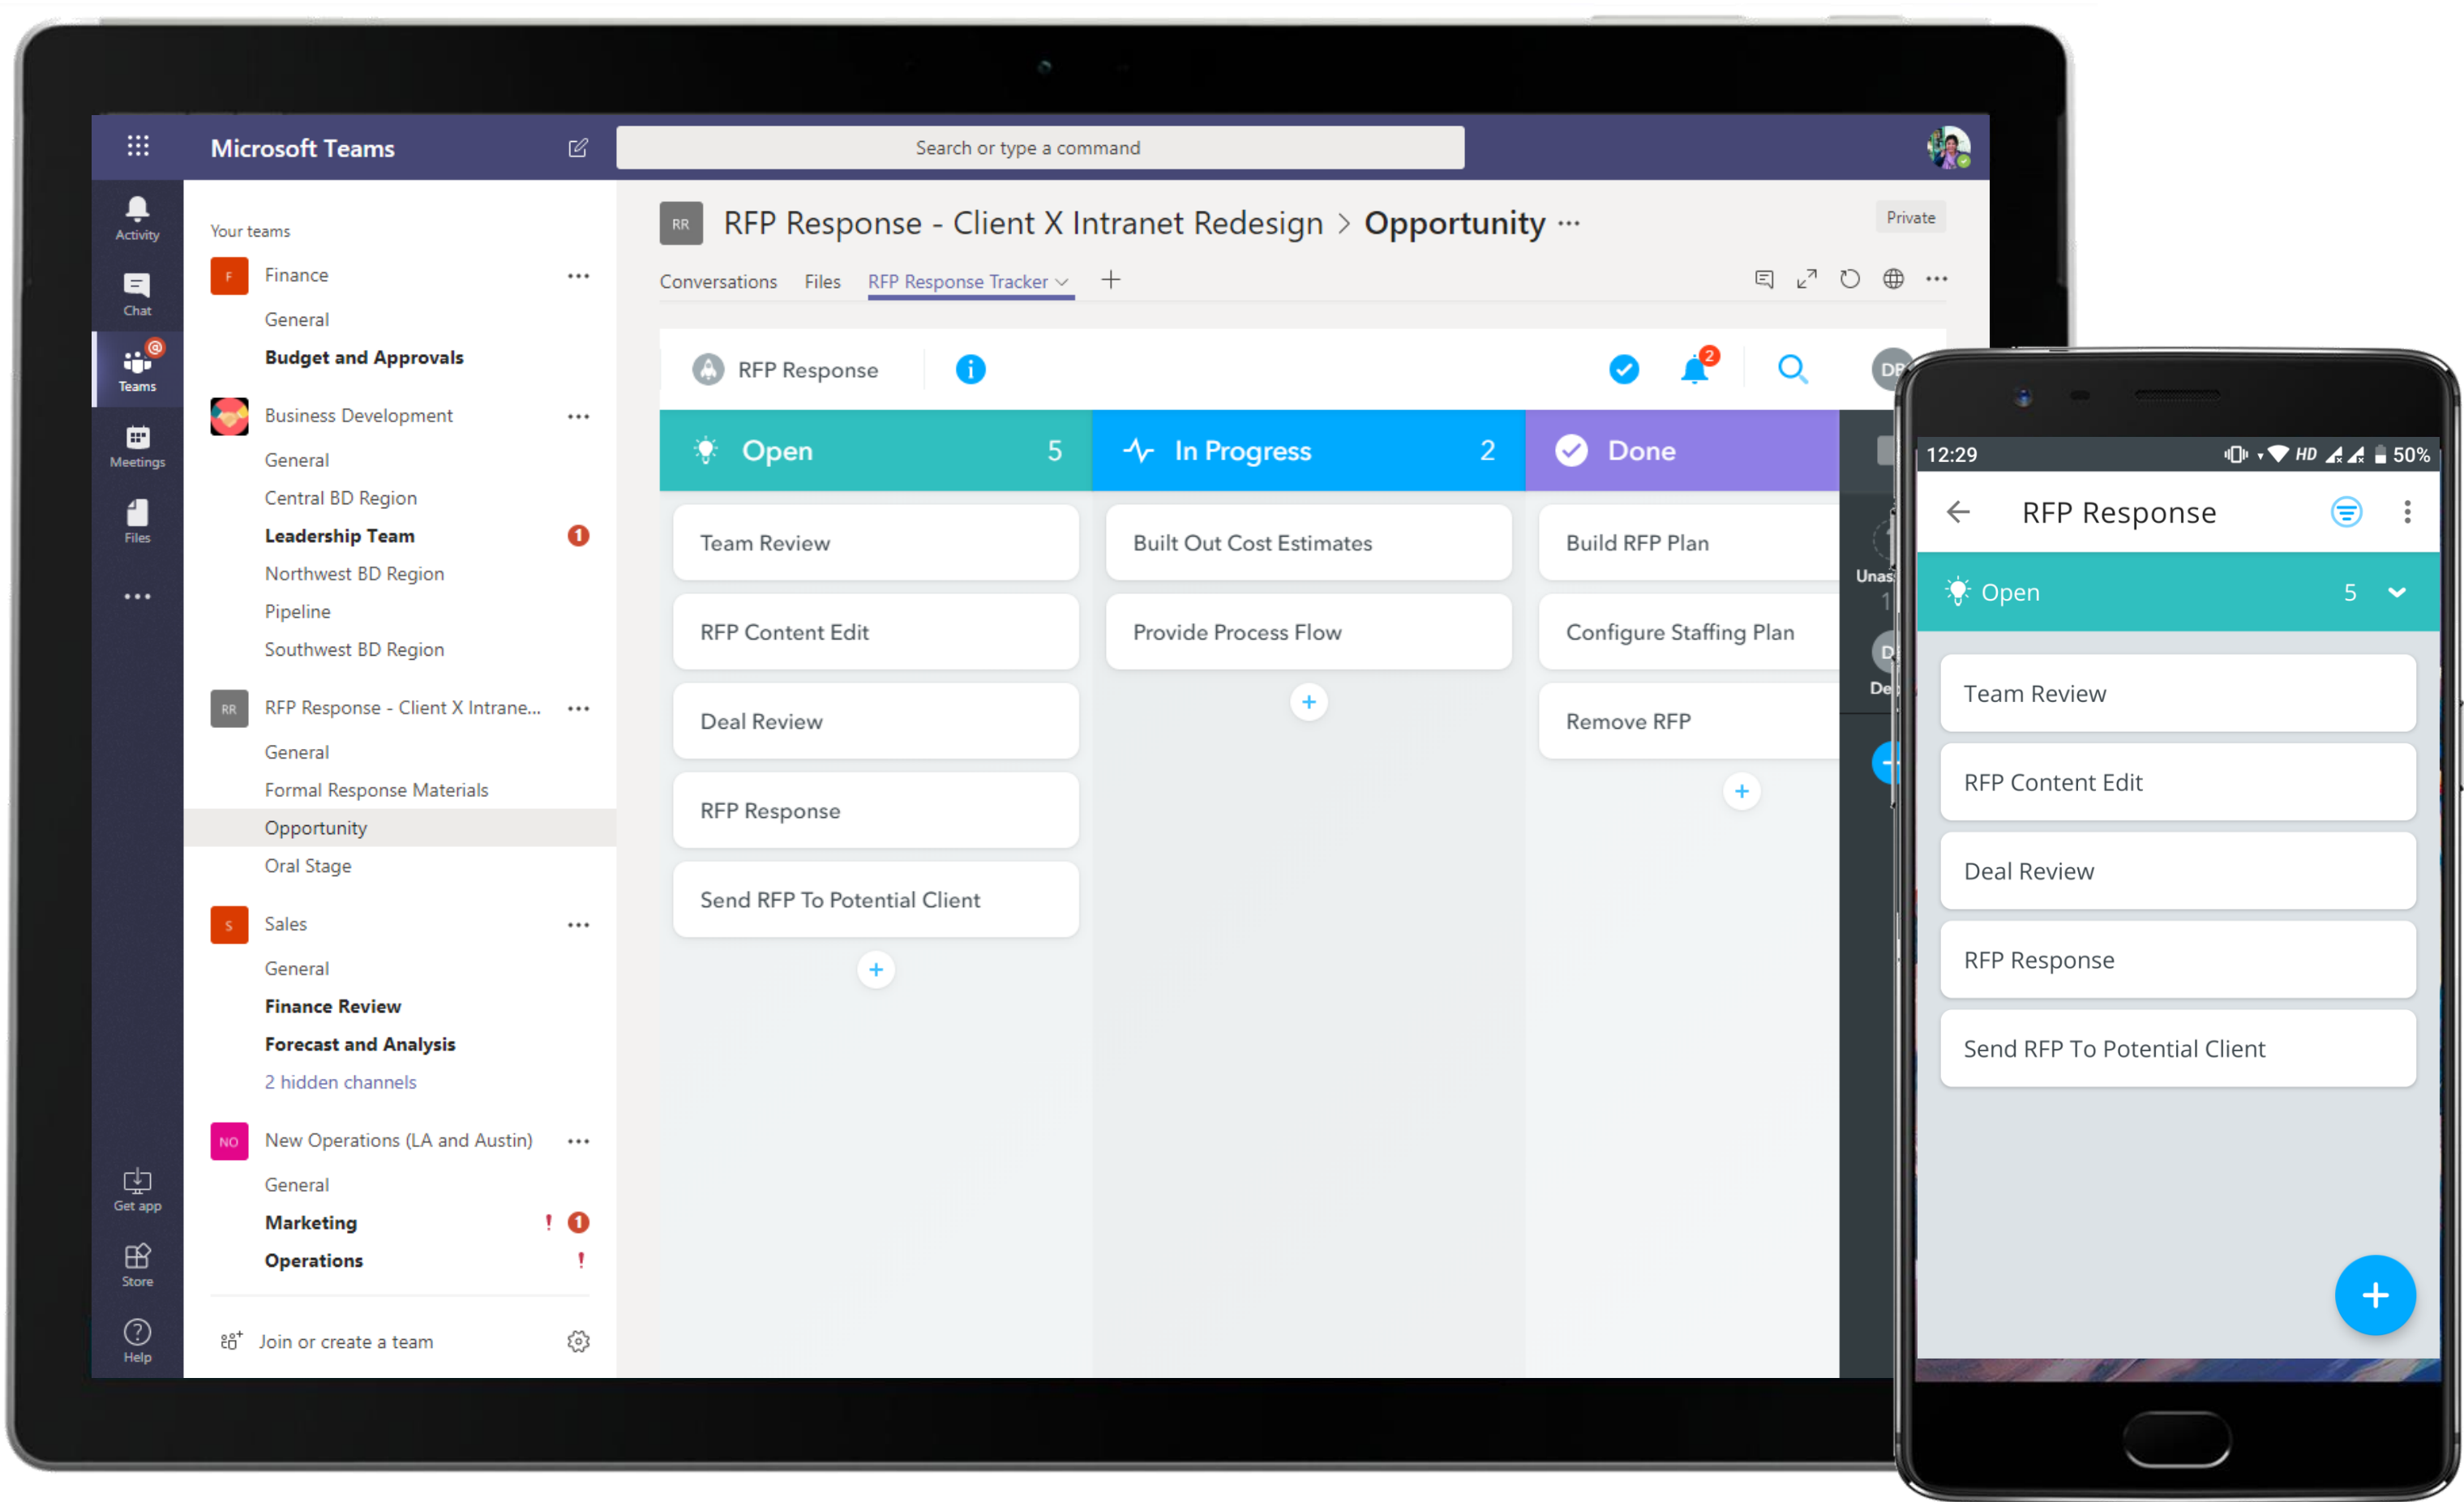 Microsoft Teams
Search or type a command
Activity
Chat
@
Teams
Meetings
Files
Get app
Store
Help
Your teams
F Finance
General
Budget and Approvals
Business Development
General
Central BD Region
Leadership Team 1
Northwest BD Region
Pipeline
Southwest BD Region
RR RFP Response - Client X Intrane...
General
Formal Response Materials
Opportunity
Oral Stage
S Sales
General
Finance Review
Forecast and Analysis
2 hidden channels
NO New Operations (LA and Austin)
General
Marketing ! 1
Operations !
Join or create a team
RR RFP Response - Client X Intranet Redesign > Opportunity ...
Private
Conversations Files RFP Response Tracker
RFP Response
2
Open 5
Team Review
RFP Content Edit
Deal Review
RFP Response
Send RFP To Potential Client
In Progress 2
Built Out Cost Estimates
Provide Process Flow
Done
Build RFP Plan
Configure Staffing Plan
Remove RFP
Unas
1
De
12:29 HD 50%
RFP Response
Open 5
Team Review
RFP Content Edit
Deal Review
RFP Response
Send RFP To Potential Client